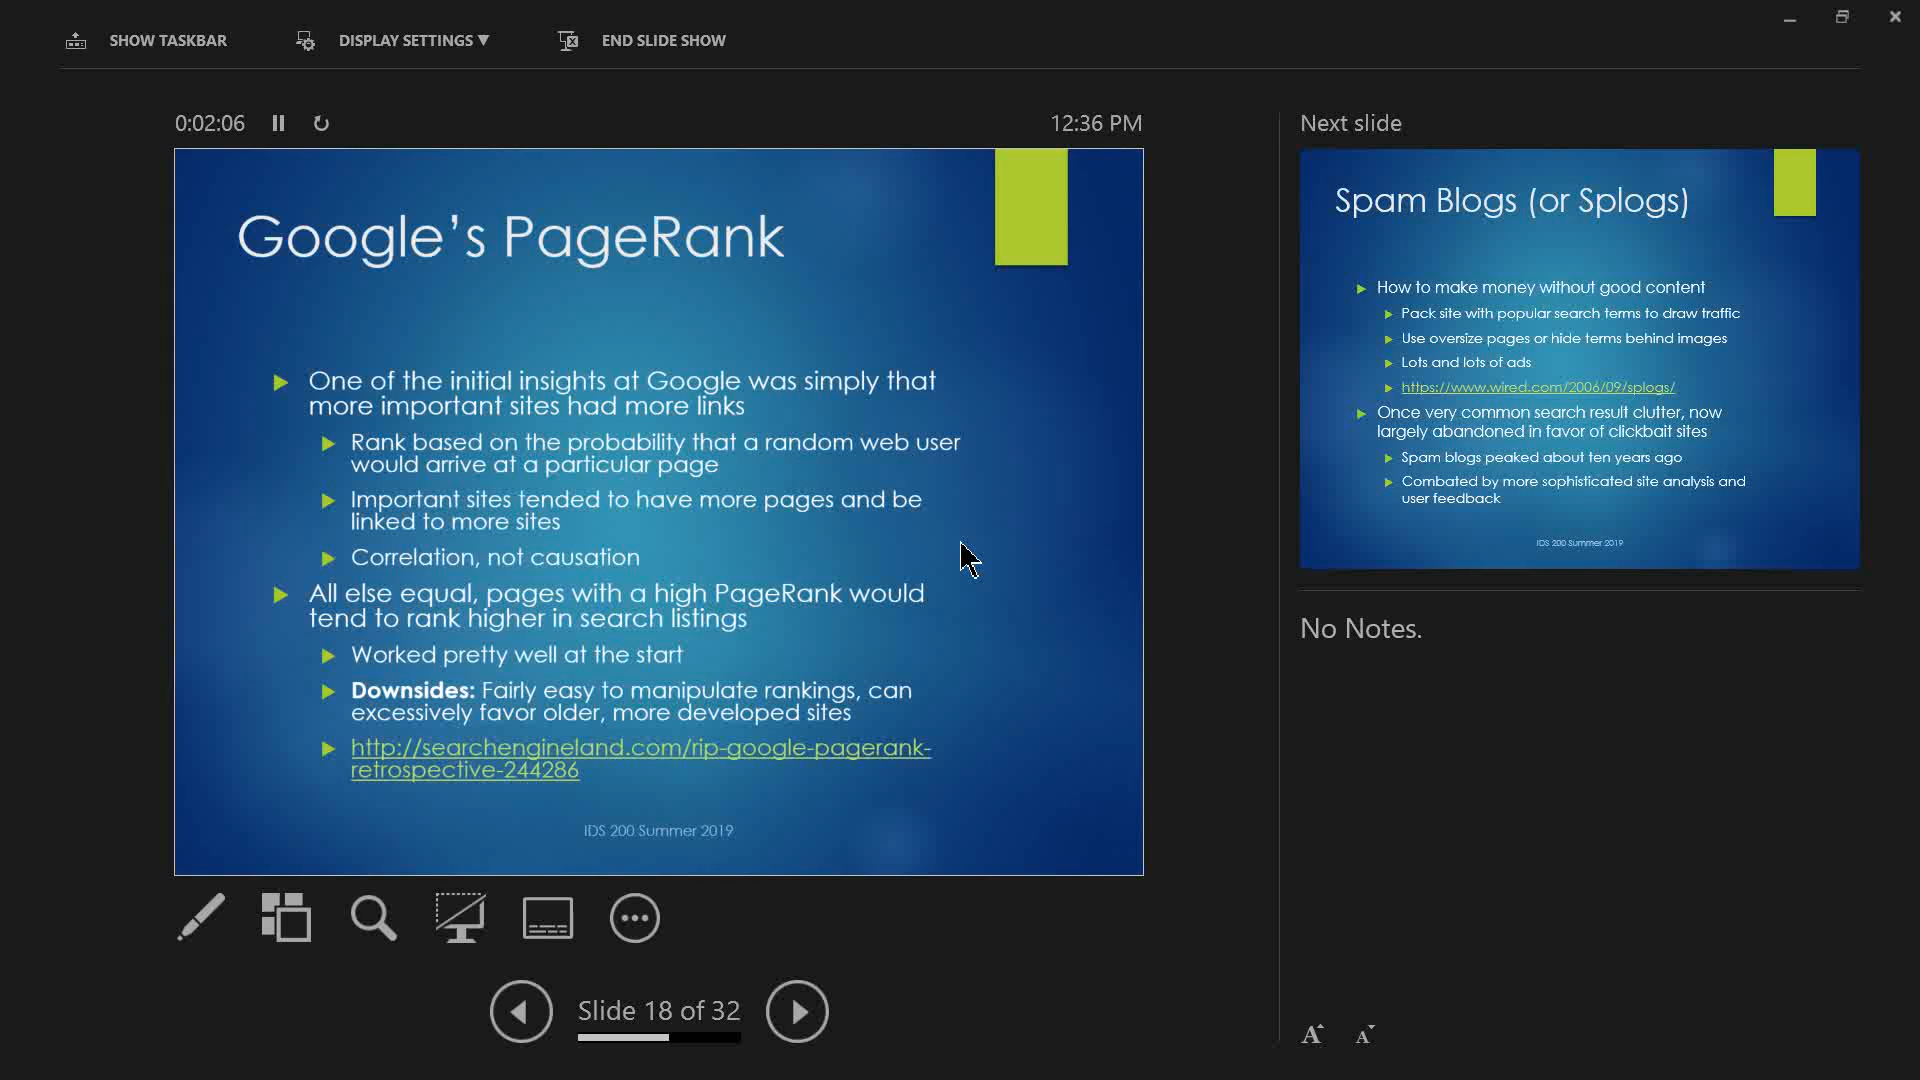 SHOW TASKBAR
DISPLAY SETTINGS ▼
END SLIDE SHOW
0:02:06
12:36 PM
Google's PageRank
One of the initial insights at Google was simply that
more important sites had more links
Rank based on the probability that a random web user
would arrive at a particular page
Important sites tended to have more pages and be
linked to more sites
Correlation, not causation
All else equal, pages with a high PageRank would
tend to rank higher in search listings
Worked pretty well at the start
Downsides: Fairly easy to manipulate rankings, can
excessively favor older, more developed sites
http://searchengineland.com/rip-google-pagerank-
retrospective-244286
IDS 200 Summer 2019
Slide 18 of 32
Next slide
Spam Blogs (or Splogs)
How to make money without good content
Pack site with popular search terms to draw traffic
Use oversize pages or hide terms behind images
Lots and lots of ads
https://www.wired.com/2006/09/splogs/
Once very common search result clutter, now
largely abandoned in favor of clickbait sites
Spam blogs peaked about ten years ago
Combated by more sophisticated site analysis and
user feedback
IDS 200 Summer 2019
No Notes.
A A